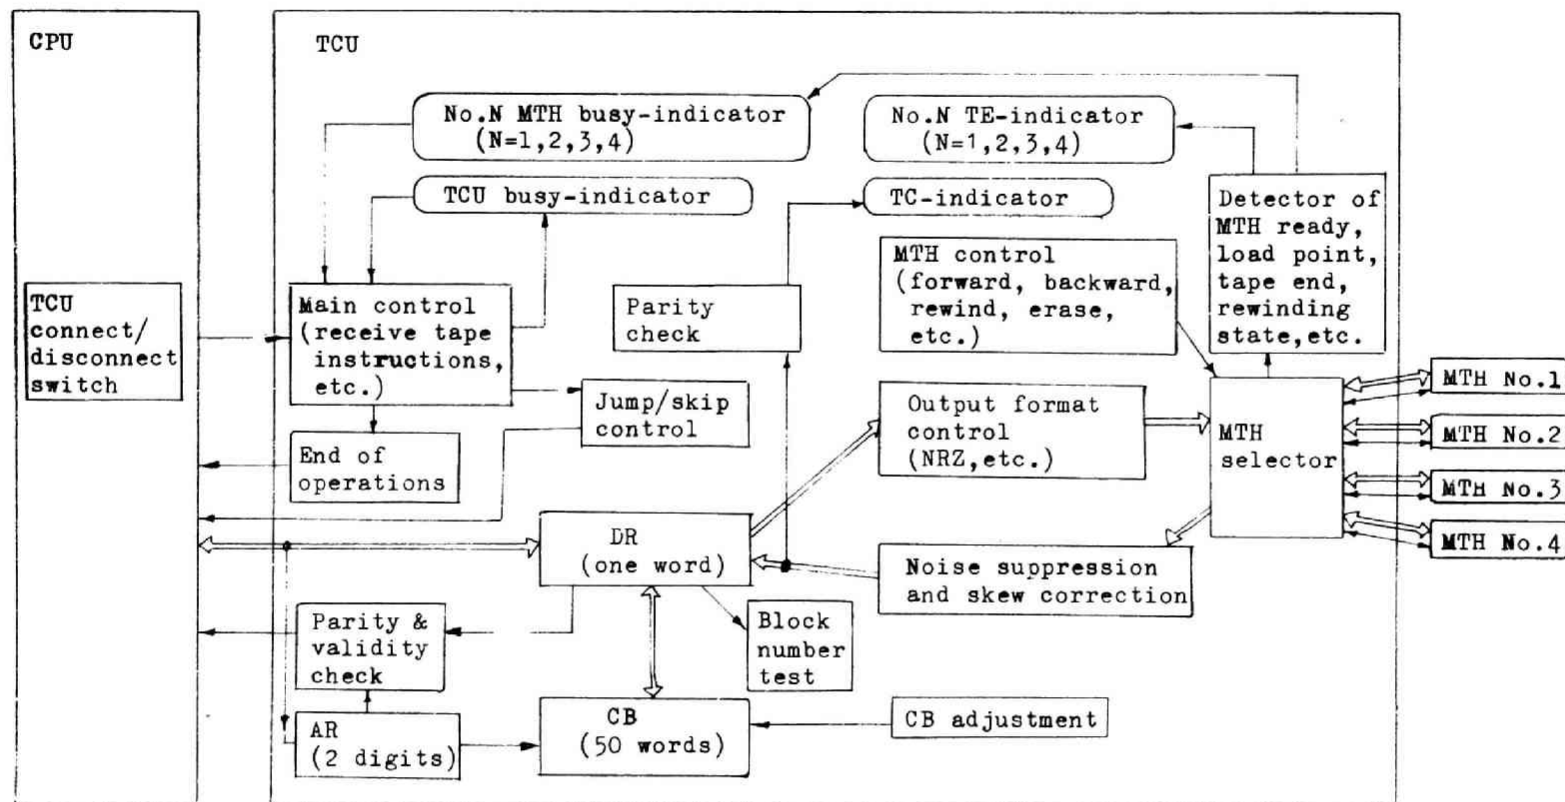 CPU
TCU
No.N MTH busy-indicator
(N=1,2,3,4)
No.N TE-indicator
(N=1,2,3,4)
TCU busy-indicator
TC-indicator
Detector of
MTH ready,
load point,
tape end,
rewinding
state,etc.
MTH control
(forward, backward,
rewind, erase,
etc.)
TCU
connect/
disconnect
switch
Main control
(receive tape
instructions,
etc.)
Parity
check
Jump/skip
control
Output format
control
(NRZ,etc.)
MTH
selector
MTH No.1
MTH No.2
MTH No.3
MTH No.4
End of
operations
DR
(one word)
Noise suppression
and skew correction
Parity &
validity
check
Block
number
test
AR
(2 digits)
CB
(50 words)
CB adjustment